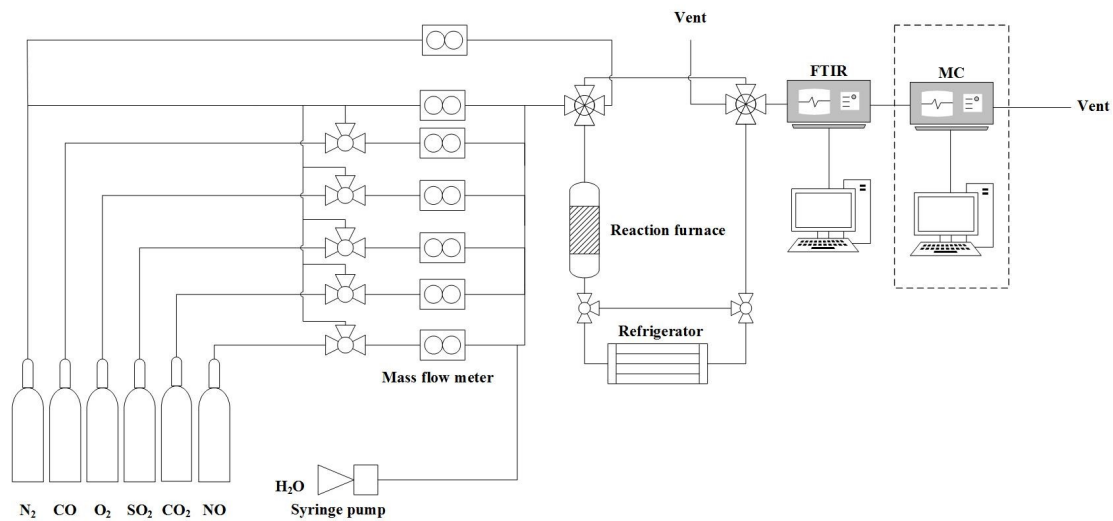 Vent
FTIR
MC
Vent
Reaction furnace
Refrigerator
Mass flow meter
H₂O
Syringe pump
N₂ CO O₂ SO₂ CO₂ NO